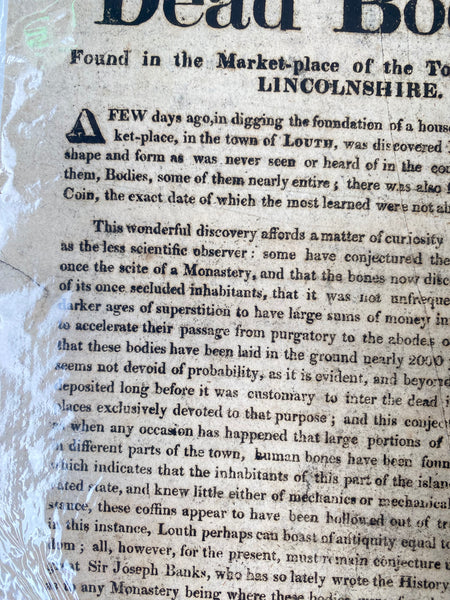 Dead Bo
Found in the Market-place of the To
LINCOLNSHIRE.
A FEW days ago, in digging the foundation of a hous
ket-place, in the town of LOUTH, was discovered
shape and form as was never seen or heard of in the cou
them, Bodies, some of them nearly entire; there was also
Coin, the exact date of which the most learned were not ab
This wonderful discovery affords a matter of curiosity
as the less scientific observer: some have conjectured the
once the scite of a Monastery, and that the bones now disc
of its once secluded inhabitants, that it was not unfreque
darker ages of superstition to have large sums of money in
to accelerate their passage from purgatory to the abodes o
that these bodies have been laid in the ground nearly 2000
seems not devoid of probability, as it is evident, and beyon
deposited long before it was customary to inter the dead i
places exclusively devoted to that purpose; and this conjec
when any occasion has happened that large portions of
different parts of the town, human bones have been foun
which indicates that the inhabitants of this part of the islan
ated state, and knew little either of mechanics or mechanical
stance, these coffins appear to have been hollowed out of tr
in this instance, Louth perhaps can boast of antiquity equal to
dom; all, however, for the present, must remain conjecture u
at Sir Joseph Banks, who has so lately wrote the History
any Monastery being where these bodies